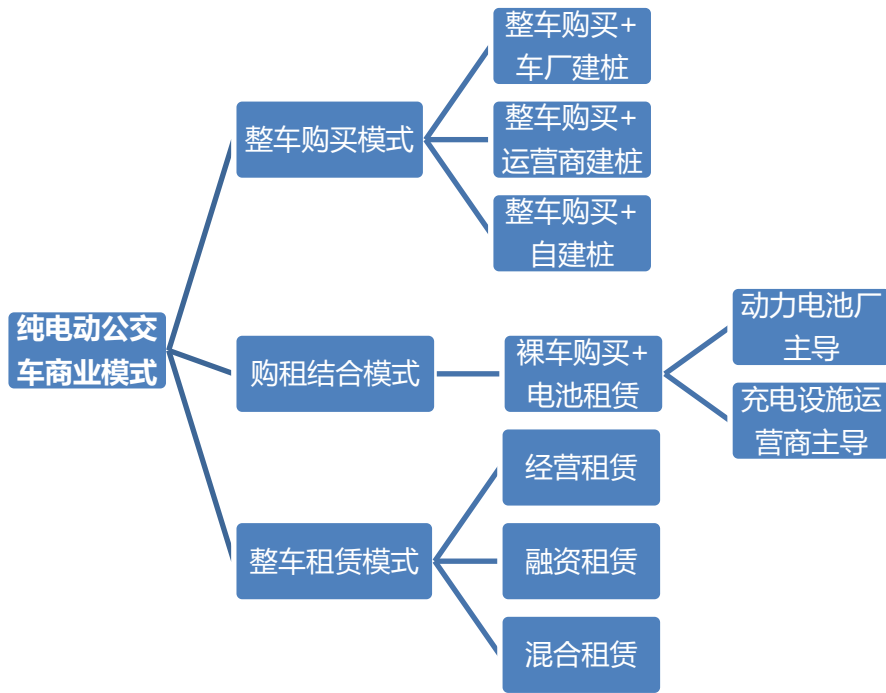 纯电动公交
车商业模式
整车购买模式
整车购买+
车厂建桩
整车购买+
运营商建桩
整车购买+
自建桩
购租结合模式
裸车购买+
电池租赁
动力电池厂
主导
充电设施运
营商主导
整车租赁模式
经营租赁
融资租赁
混合租赁